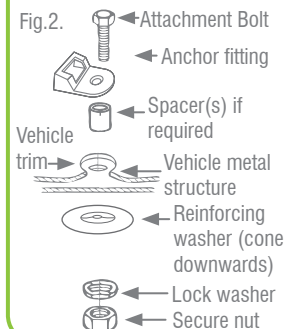 Fig.2.
Attachment Bolt
Anchor fitting
Spacer(s) if
required
Vehicle
trim
Vehicle metal
structure
Reinforcing
washer (cone
downwards)
Lock washer
Secure nut